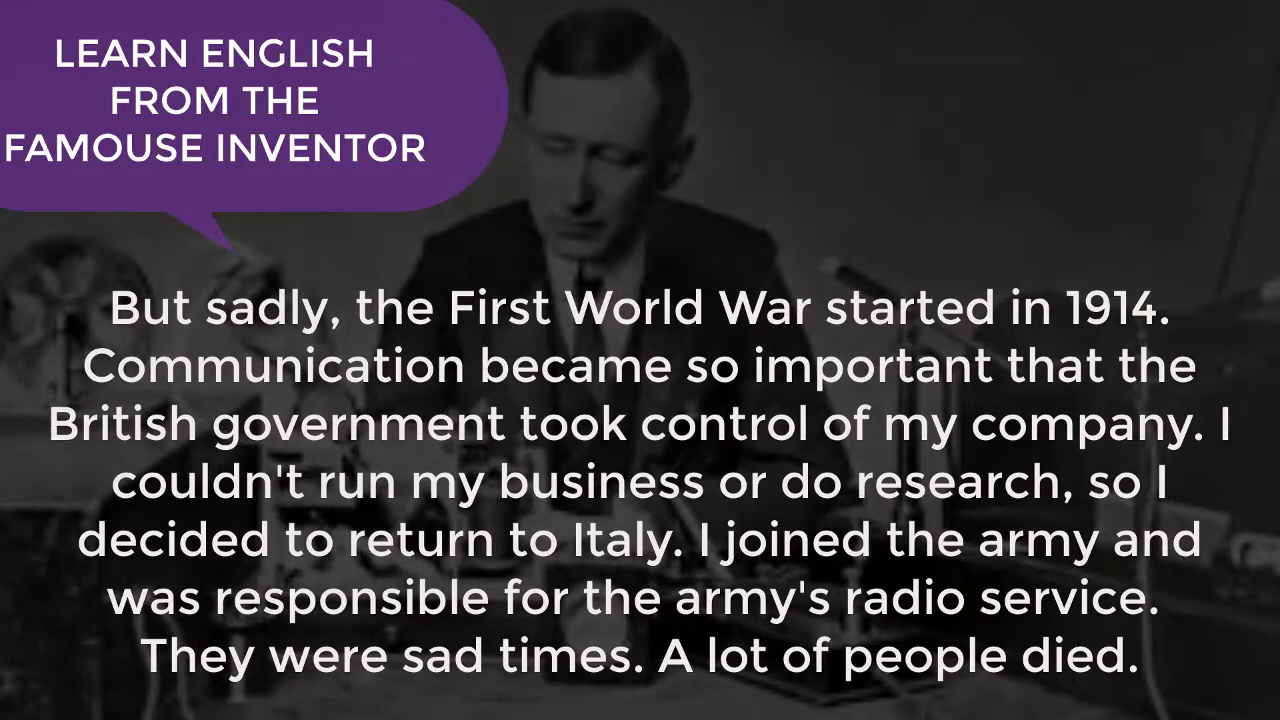 LEARN ENGLISH
FROM THE
FAMOUSE INVENTOR
But sadly, the First World War started in 1914.
Communication became so important that the
British government took control of my company. I
couldn't run my business or do research, so I
decided to return to Italy. I joined the army and
was responsible for the army's radio service.
They were sad times. A lot of people died.